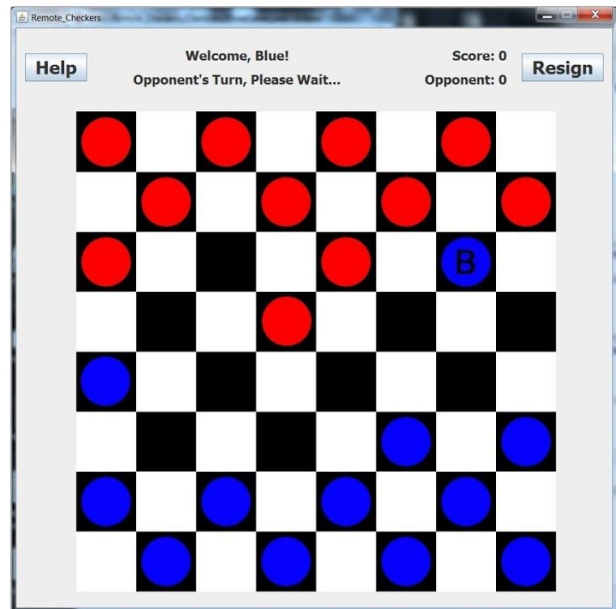 Remote_Checkers
Help
Welcome, Blue!
Opponent's Turn, Please Wait...
Score: 0
Opponent: 0
Resign
B